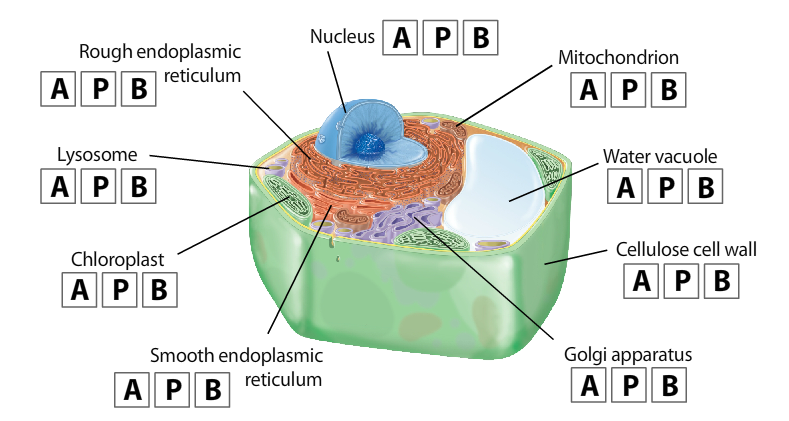 Nucleus A P B
Rough endoplasmic
reticulum
A P B
Mitochondrion
A P B
Lysosome
A P B
Water vacuole
A P B
Chloroplast
A P B
Cellulose cell wall
A P B
Smooth endoplasmic
reticulum
A P B
Golgi apparatus
A P B